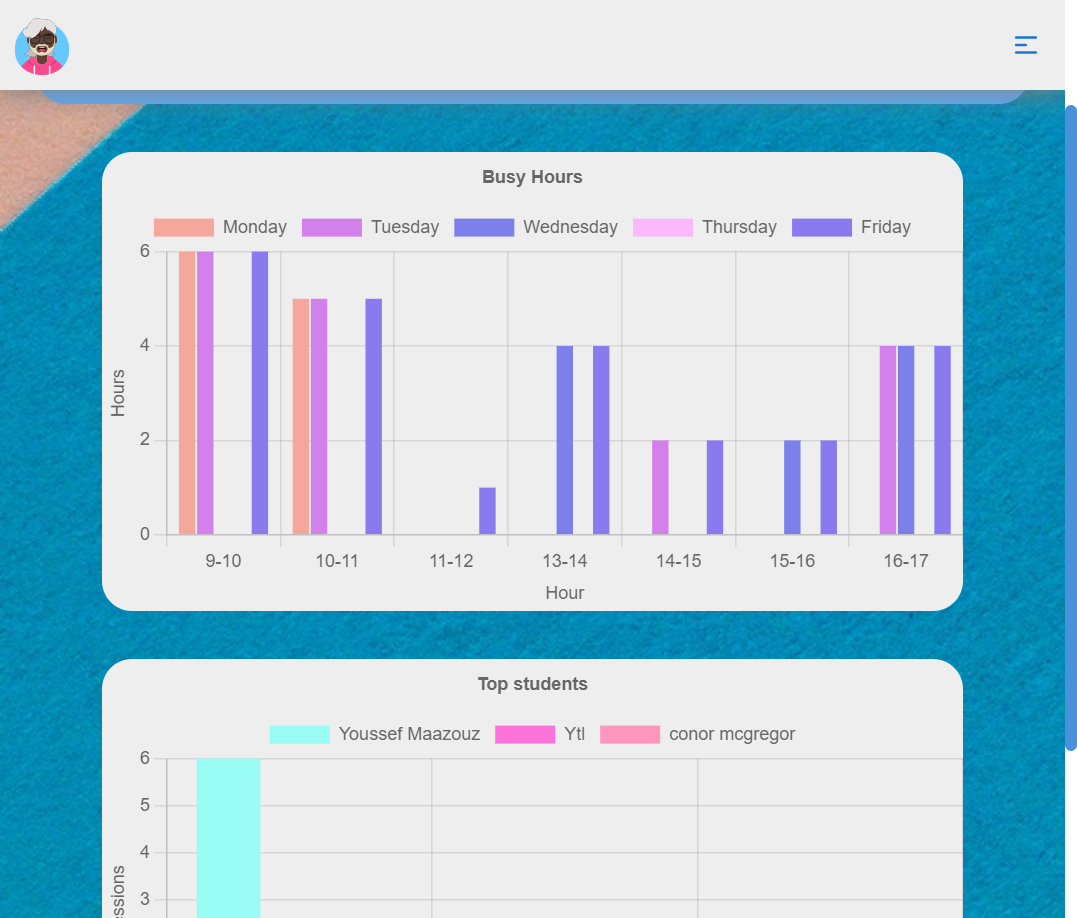 Busy Hours
Monday Tuesday Wednesday Thursday Friday
6
4
2
0
Hours
9-10 10-11 11-12 13-14 14-15 15-16 16-17
Hour
Top students
Youssef Maazouz Ytl conor mcgregor
6
5
4
3